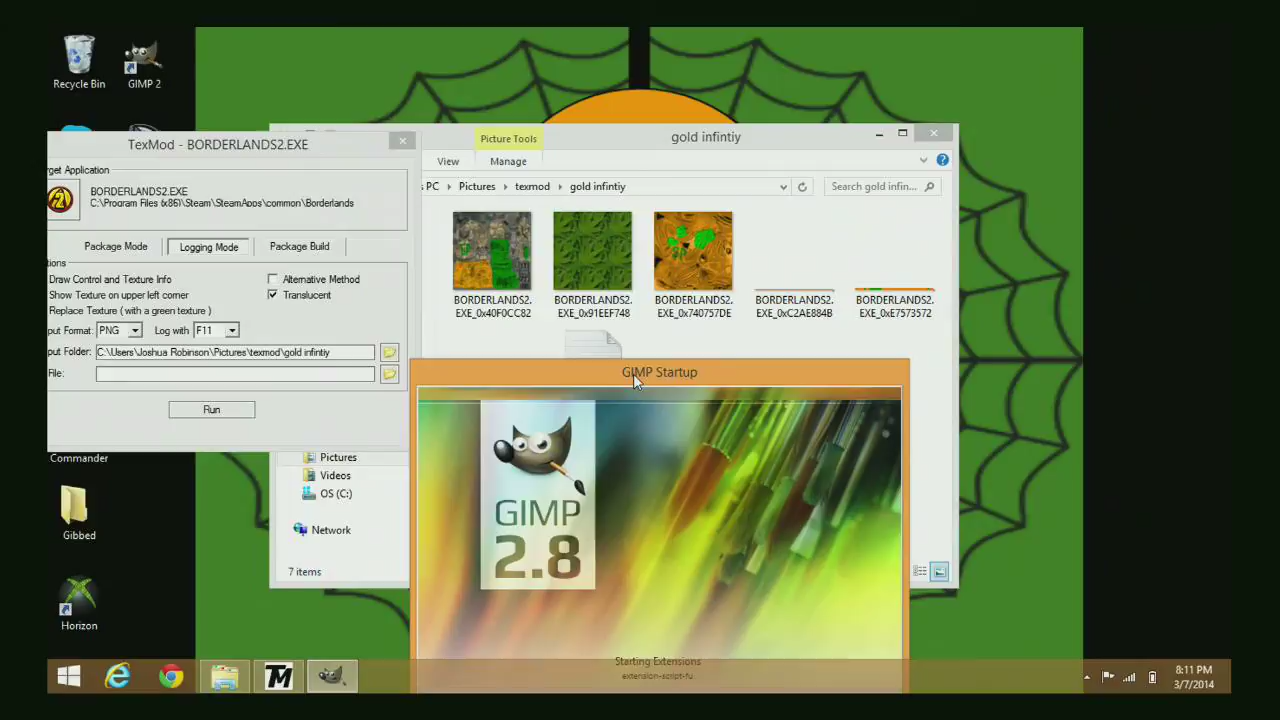 Recycle Bin
GIMP 2
TexMod - BORDERLANDS2.EXE
rget Application
BORDERLANDS2.EXE
C:\Program Files (x86)\Steam\SteamApps\common\Borderlands
Package Mode
Logging Mode
Package Build
tions
Draw Control and Texture Info
Alternative Method
Show Texture on upper left corner
Translucent
Replace Texture ( with a green texture )
put Format:
PNG
Log with
F11
put Folder:
C:\Users\Joshua Robinson\Pictures\texmod\gold infintiy
File:
Run
Picture Tools
gold infintiy
View
Manage
s PC
Pictures
texmod
gold infintiy
Search gold infin...
BORDERLANDS2.
EXE_0x40F0CC82
BORDERLANDS2.
EXE_0x91EEF748
BORDERLANDS2.
EXE_0x740757DE
BORDERLANDS2.
EXE_0xC2AE884B
BORDERLANDS2.
EXE_0xE7573572
Pictures
Videos
OS (C:)
Network
7 items
GIMP Startup
GIMP
2.8
Starting Extensions
extension-script-fu
Commander
Gibbed
Horizon
TM
8:11 PM
3/7/2014